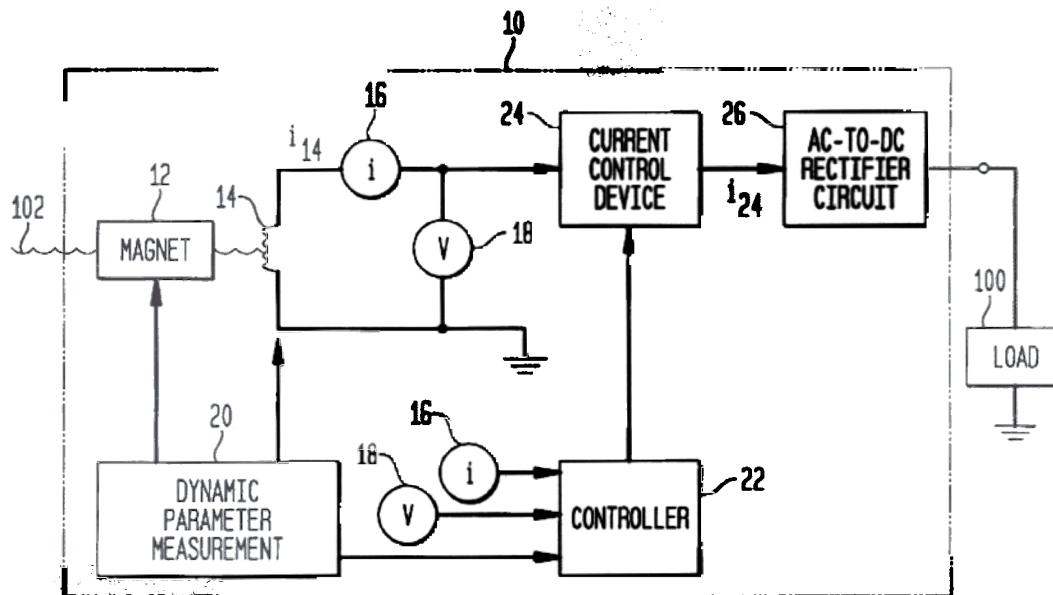 10
16
24
26
i14
CURRENT
CONTROL
DEVICE
AC-TO-DC
RECTIFIER
CIRCUIT
i
12
14
102
i24
MAGNET
V
18
100
LOAD
20
16
18
i
22
DYNAMIC
PARAMETER
MEASUREMENT
V
CONTROLLER